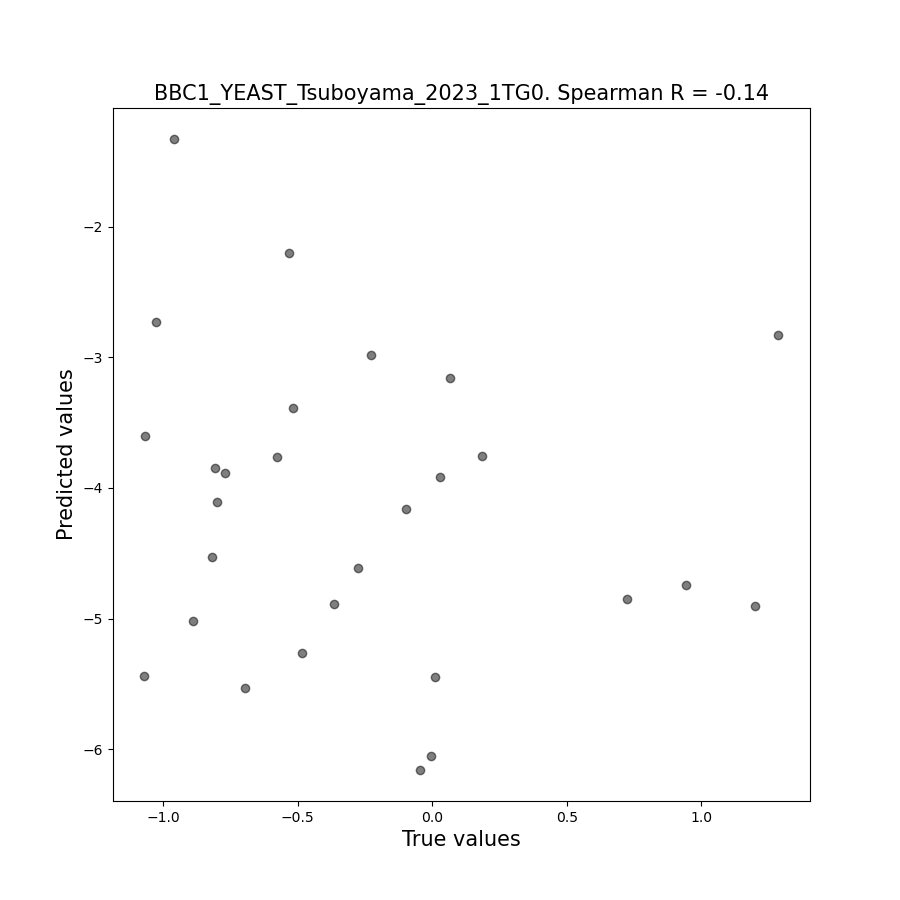 BBC1_YEAST_Tsuboyama_2023_1TG0. Spearman R = -0.14
Predicted values
−2
−3
−4
−5
−6
−1.0 −0.5 0.0 0.5 1.0
True values